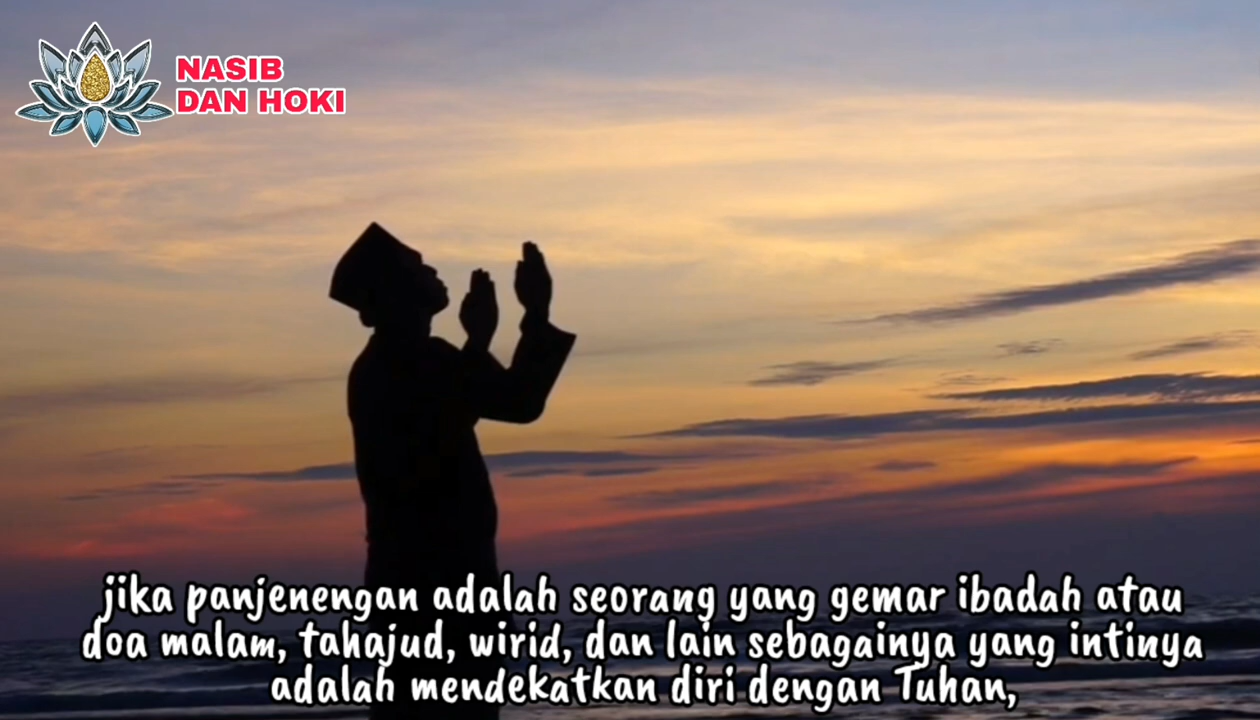 NASIB
DAN HOKI
jika panjenengan adalah seorang yang gemar ibadah atau
doa malam, tahajud, wirid, dan lain sebagainya yang intinya
adalah mendekatkan diri dengan Tuhan,